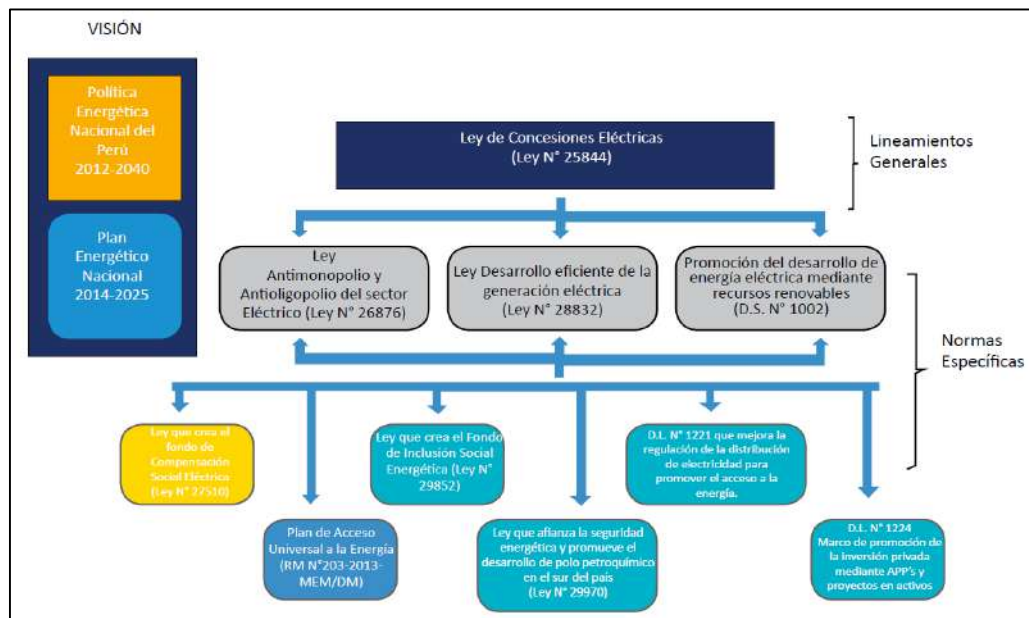 VISIÓN
Política
Energética
Nacional del
Perú
2012-2040
Plan
Energético
Nacional
2014-2025
Ley de Concesiones Eléctricas
(Ley N° 25844)
Lineamientos
Generales
Ley
Antimonopolio y
Antioligopolio del sector
Eléctrico (Ley N° 26876)
Ley Desarrollo eficiente de la
generación eléctrica
(Ley N° 28832)
Promoción del desarrollo de
energía eléctrica mediante
recursos renovables
(D.S. N° 1002)
Normas
Específicas
Ley que crea el
fondo de
Compensación
Social Eléctrica
(Ley N° 27510)
Ley que crea el Fondo
de Inclusión Social
Energética (Ley N°
29852)
D.L. N° 1221 que mejora la
regulación de la distribución
de electricidad para
promover el acceso a la
energía.
Plan de Acceso
Universal a la Energía
(RM N°203-2013-
MEM/DM)
Ley que afianza la seguridad
energética y promueve el
desarrollo de polo petroquímico
en el sur del país
(Ley N° 29970)
D.L. N° 1224
Marco de promoción de
la inversión privada
mediante APP's y
proyectos en activos